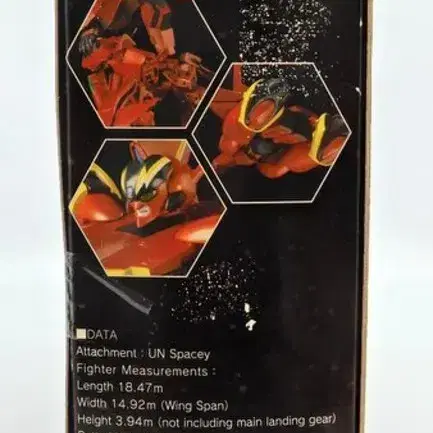 ■DATA
Attachment : UN Spacey
Fighter Measurements :
Length 18.47m
Width 14.92m (Wing Span)
Height 3.94m (not including main landing gear)